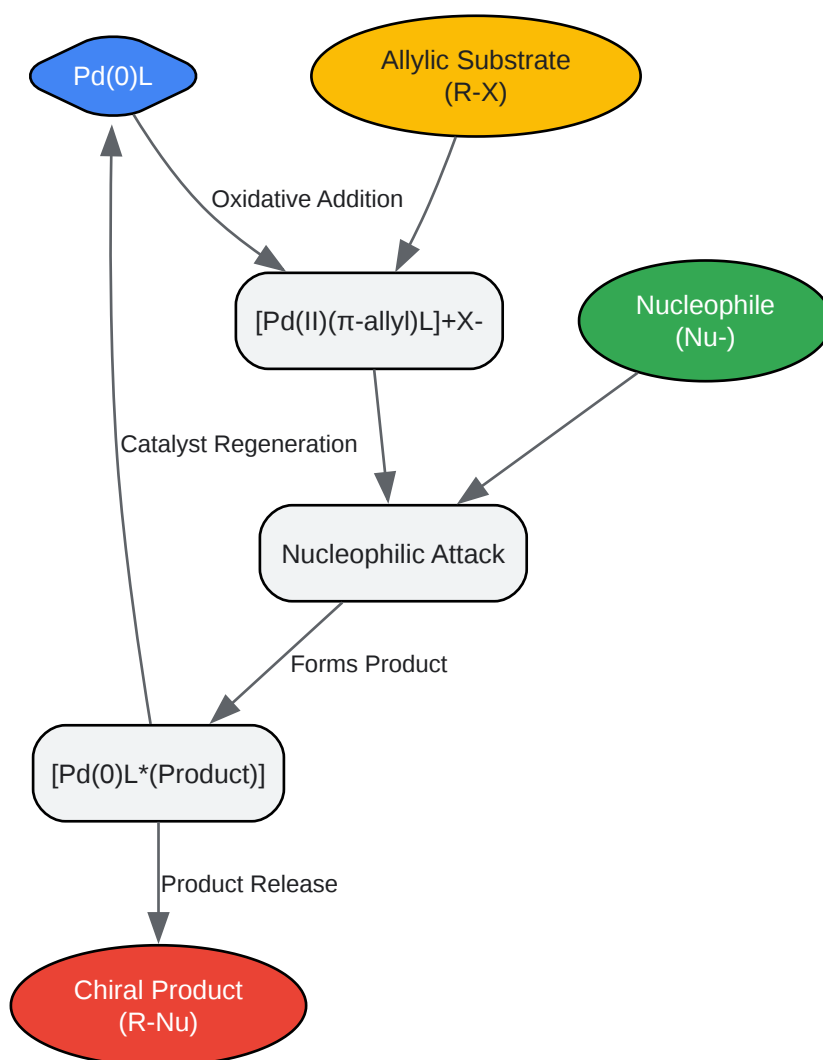 Pd(0)L
Allylic Substrate
(R-X)
Oxidative Addition
[Pd(II)(π-allyl)L]+X-
Nucleophile
(Nu-)
Catalyst Regeneration
Nucleophilic Attack
Forms Product
[Pd(0)L*(Product)]
Product Release
Chiral Product
(R-Nu)